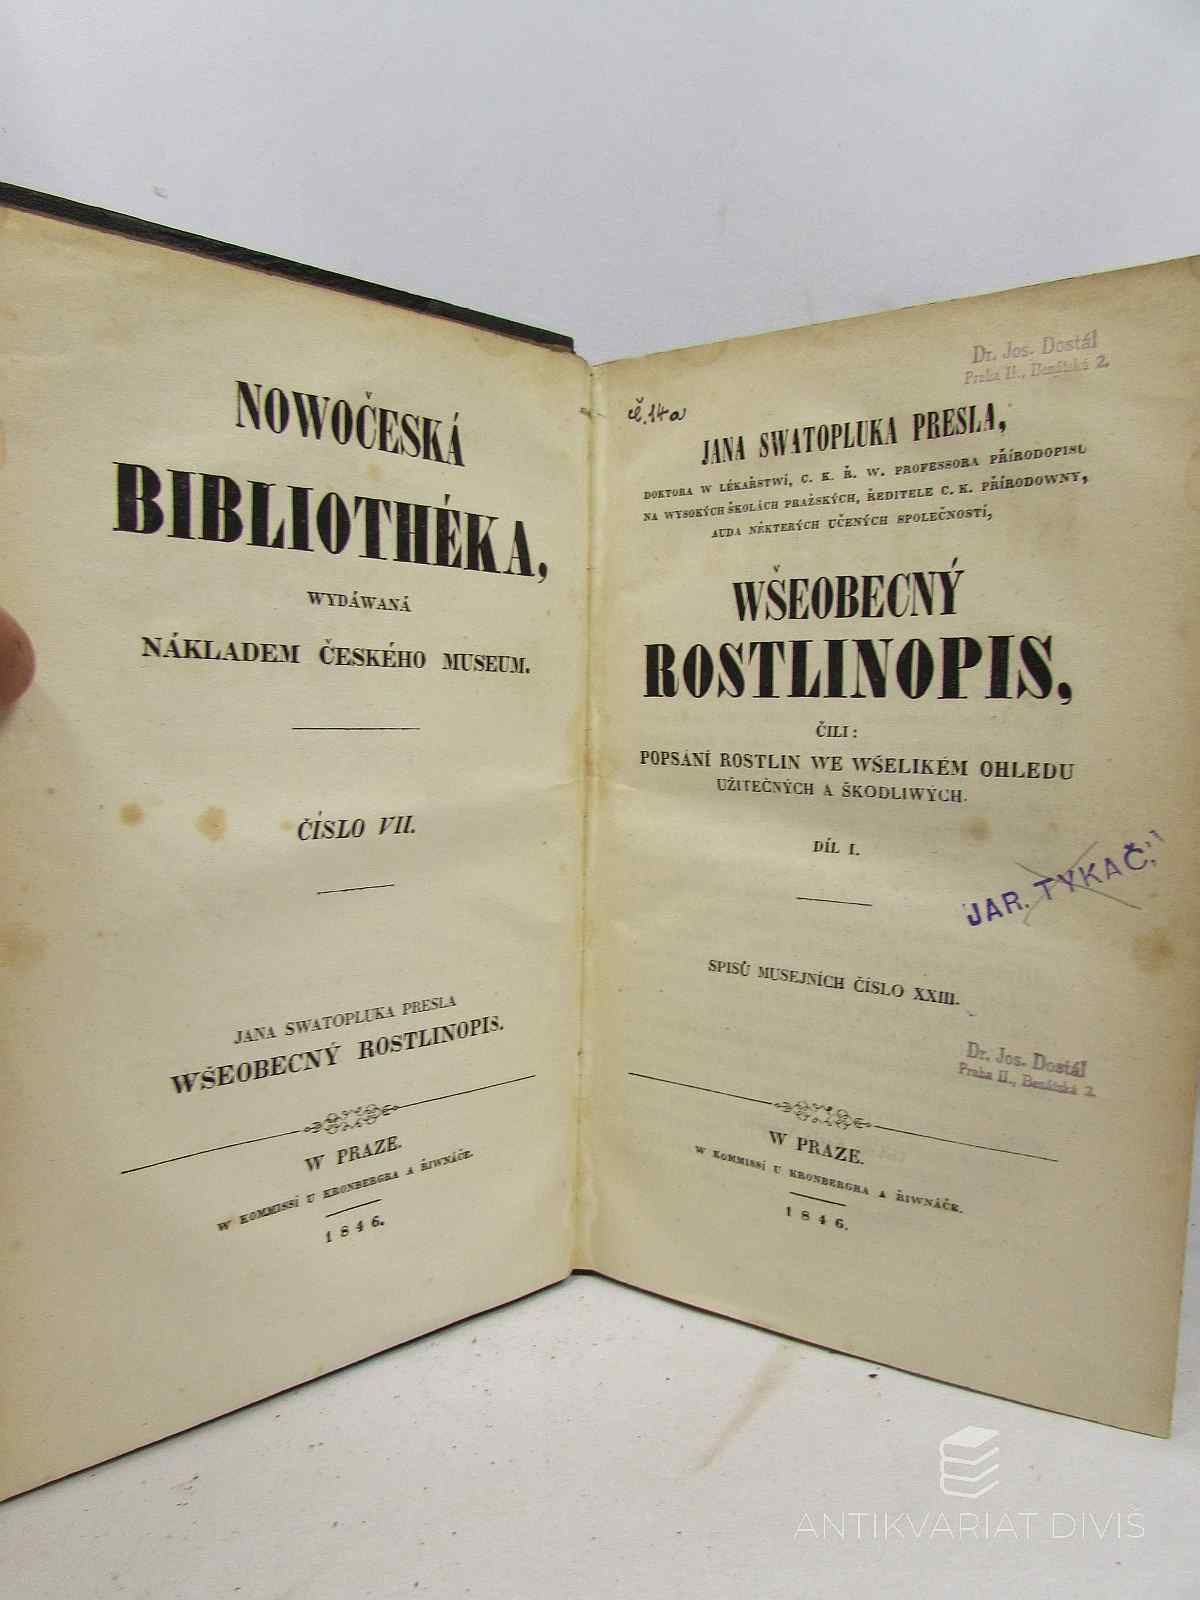 NOWOČESKÁ
BIBLIOTHÉKA,
WYDÁWANÁ
NÁKLADEM ČESKÉHO MUSEUM.
ČÍSLO VII.
JANA SWATOPLUKA PRESLA
WŠEOBECNÝ ROSTLINOPIS.
W PRAZE.
W KOMMISSÍ U KRONBERGRA A ŘIWNÁČE.
1846.
Dr. Jos. Dostál
Praha II., Benátská 2.
č. 14a
JANA SWATOPLUKA PRESLA,
DOKTORA W LÉKAŘSTWÍ, C. K. Ř. W. PROFESSORA PŘÍRODOPISU
NA WYSOKÝCH ŠKOLÁCH PRAŽSKÝCH, ŘEDITELE C. K. PŘÍRODOWNY,
AUDA NĚKTERÝCH UČENÝCH SPOLEČNOSTÍ,
WŠEOBECNÝ
ROSTLINOPIS,
ČILI:
POPSÁNÍ ROSTLIN WE WŠELIKÉM OHLEDU
UŽITEČNÝCH A ŠKODLIWÝCH.
DÍL I.
JAR. TYKAČ,
SPISŮ MUSEJNÍCH ČÍSLO XXIII.
Dr. Jos. Dostál
Praha II., Benátská 2.
W PRAZE.
W KOMMISSÍ U KRONBERGRA A ŘIWNÁČE.
1846.
ANTIKVARIÁT DIVIŠ